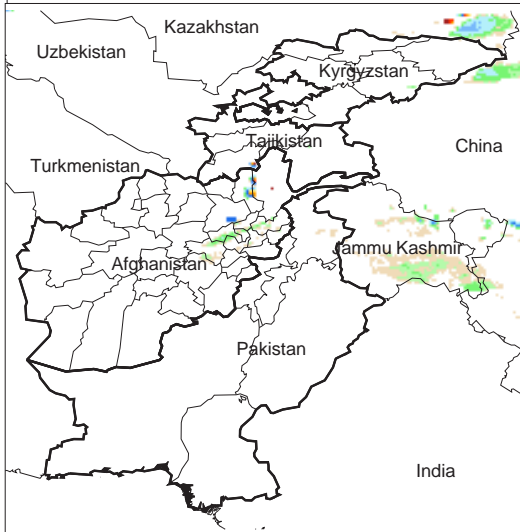 Kazakhstan
Uzbekistan
Kyrgyzstan
Tajikistan
China
Turkmenistan
Jammu Kashmir
Afghanistan
Pakistan
India